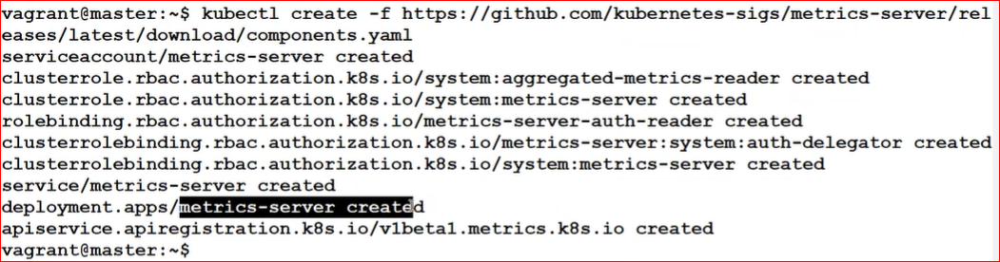 vagrant@master:~$ kubectl create -f https://github.com/kubernetes-sigs/metrics-server/rel
eases/latest/download/components.yaml
serviceaccount/metrics-server created
clusterrole.rbac.authorization.k8s.io/system:aggregated-metrics-reader created
clusterrole.rbac.authorization.k8s.io/system:metrics-server created
rolebinding.rbac.authorization.k8s.io/metrics-server-auth-reader created
clusterrolebinding.rbac.authorization.k8s.io/metrics-server:system:auth-delegator created
clusterrolebinding.rbac.authorization.k8s.io/system:metrics-server created
service/metrics-server created
deployment.apps/metrics-server created
apiservice.apiregistration.k8s.io/v1beta1.metrics.k8s.io created
vagrant@master:~$